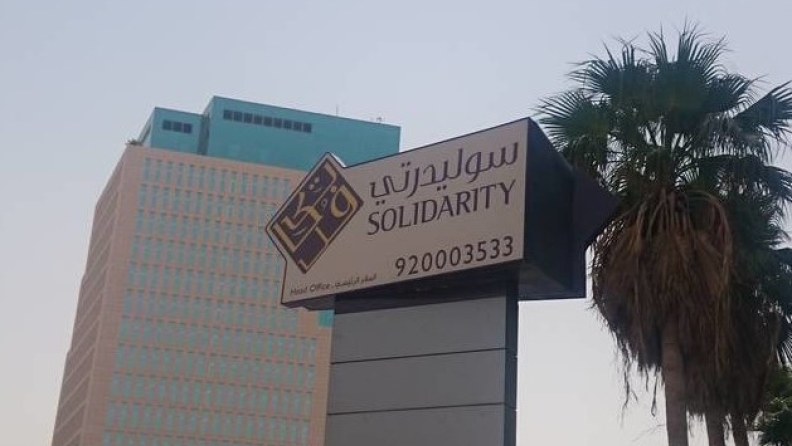 سوليدرتي
SOLIDARITY
920003533
Head Office المقر الرئيسي